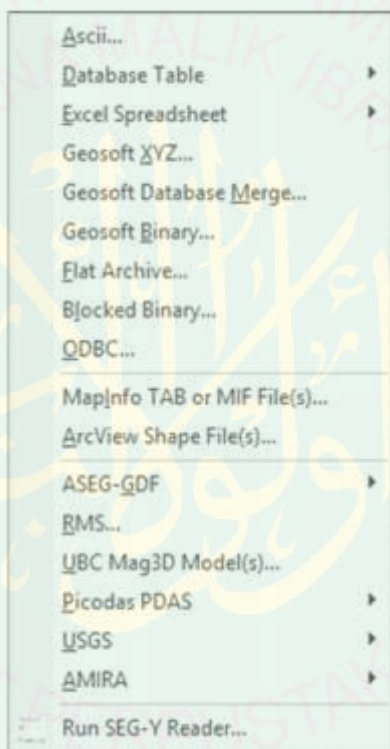 Ascii...
Database Table
Excel Spreadsheet
Geosoft XYZ...
Geosoft Database Merge...
Geosoft Binary...
Flat Archive...
Blocked Binary...
ODBC...
MapInfo TAB or MIF File(s)...
ArcView Shape File(s)...
ASEG-GDF
RMS...
UBC Mag3D Model(s)...
Picodas PDAS
USGS
AMIRA
Run SEG-Y Reader...